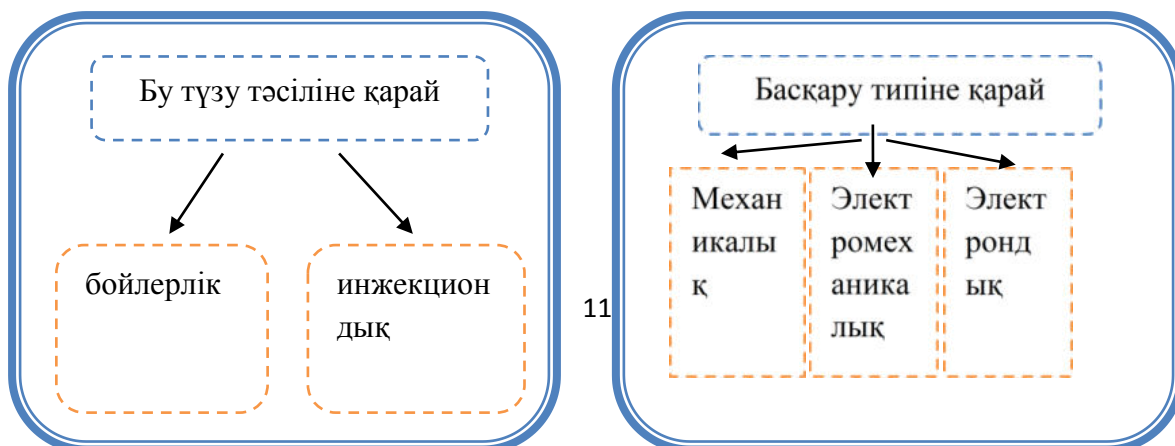 Бу түзу тәсіліне қарай
бойлерлік
инжекцион
дық
11
Басқару типіне қарай
Механ
икалы
қ
Элект
ромех
аника
лық
Элект
ронд
ық